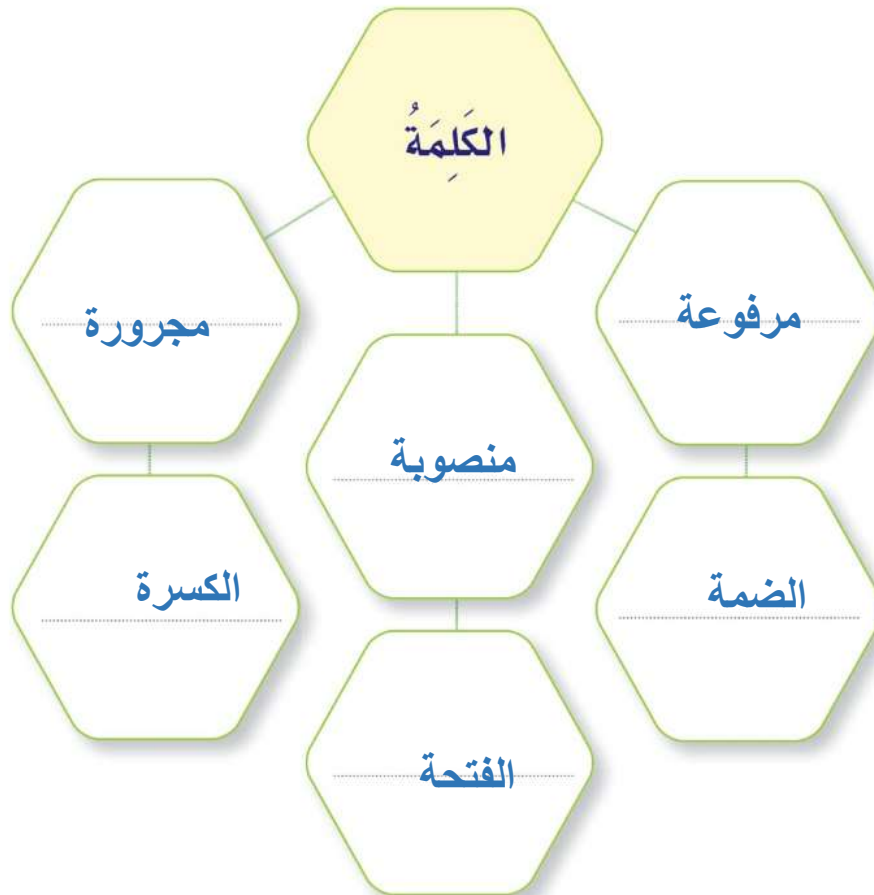 الكَلِمَةُ
مرفوعة
منصوبة
مجرورة
الضمة
الفتحة
الكسرة